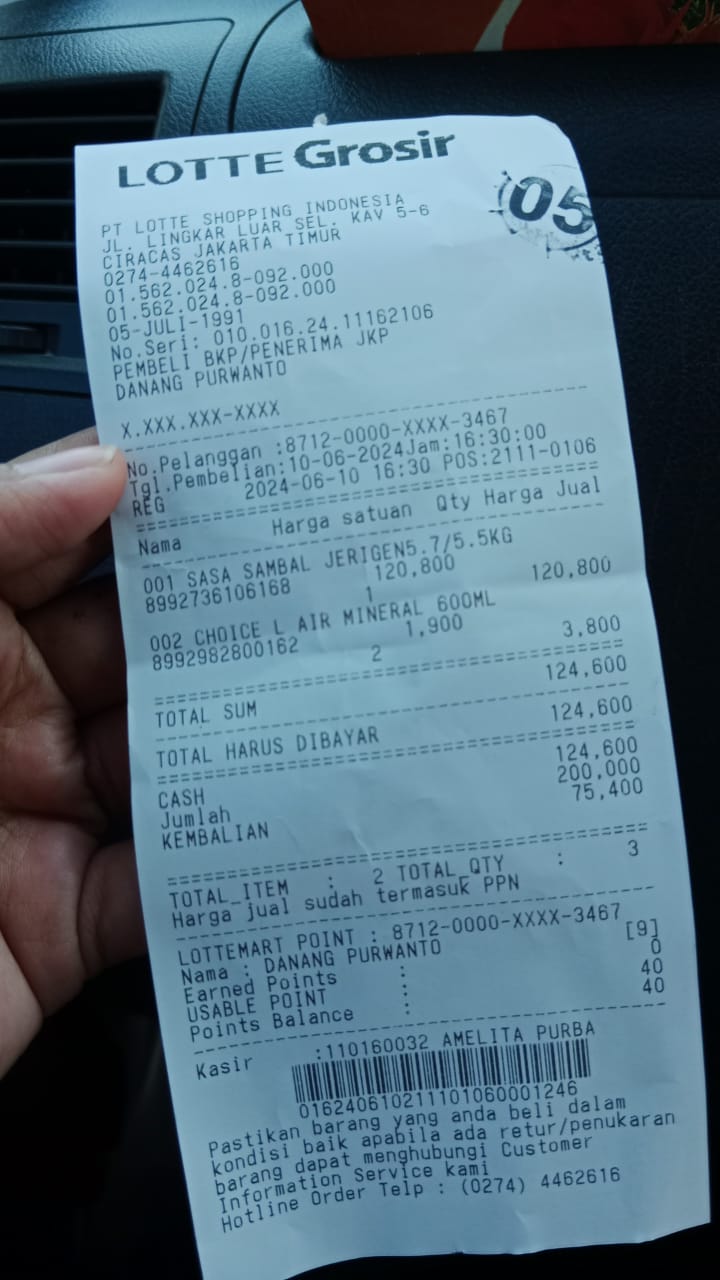 LOTTE Grosir
'05
PT LOTTE SHOPPING INDONESIA
JL. LINGKAR LUAR SEL. KAV 5-6
CIRACAS JAKARTA TIMUR
0274-4462616
01.562.024.8-092.000
01.562.024.8-092.000
05-JULI-1991
No.Seri: 010.016.24.11162106
PEMBELI BKP/PENERIMA JKP
DANANG PURWANTO
X.XXX.XXX-XXXX
No.Pelanggan :8712-0000-XXXX-3467
Tgl.Pembelian:10-06-2024Jam:16:30:00
REG 2024-06-10 16:30 POS:2111-0106
Nama Harga satuan Qty Harga Jual
001 SASA SAMBAL JERIGEN5.7/5.5KG
8992736106168 120,800 1 120,800
002 CHOICE L AIR MINERAL 600ML
8992982800162 1,900 2 3,800
TOTAL SUM 124,600
TOTAL HARUS DIBAYAR 124,600
CASH 124,600
Jumlah 200,000
KEMBALIAN 75,400
TOTAL_ITEM : 2 TOTAL_QTY : 3
Harga jual sudah termasuk PPN
LOTTEMART POINT : 8712-0000-XXXX-3467
Nama : DANANG PURWANTO [9]
Earned Points : 0
USABLE POINT : 40
Points Balance : 40
Kasir :110160032 AMELITA PURBA
016240610211101060001246
Pastikan barang yang anda beli dalam
kondisi baik apabila ada retur/penukaran
barang dapat menghubungi Customer
Information Service kami
Hotline Order Telp : (0274) 4462616